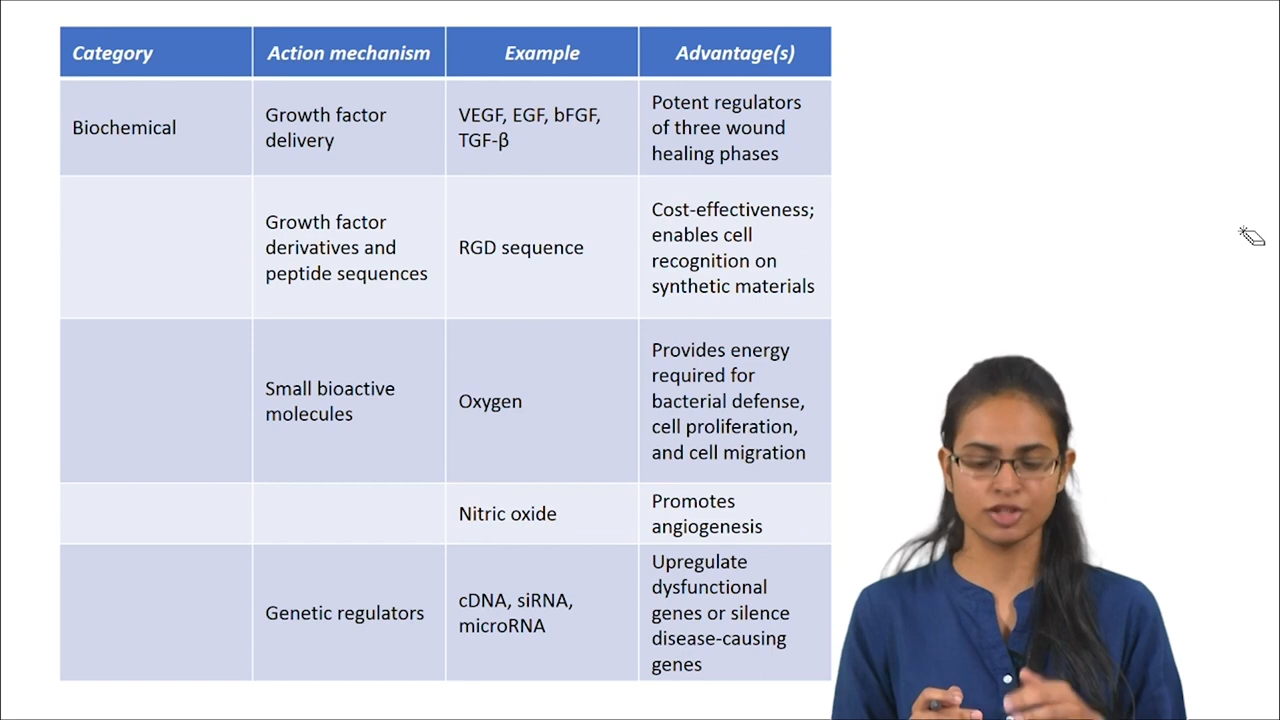 Category
Action mechanism
Example
Advantage(s)
Biochemical
Growth factor
delivery
VEGF, EGF, bFGF,
TGF-β
Potent regulators
of three wound
healing phases
Growth factor
derivatives and
peptide sequences
RGD sequence
Cost-effectiveness;
enables cell
recognition on
synthetic materials
Small bioactive
molecules
Oxygen
Provides energy
required for
bacterial defense,
cell proliferation,
and cell migration
Nitric oxide
Promotes
angiogenesis
Genetic regulators
cDNA, siRNA,
microRNA
Upregulate
dysfunctional
genes or silence
disease-causing
genes